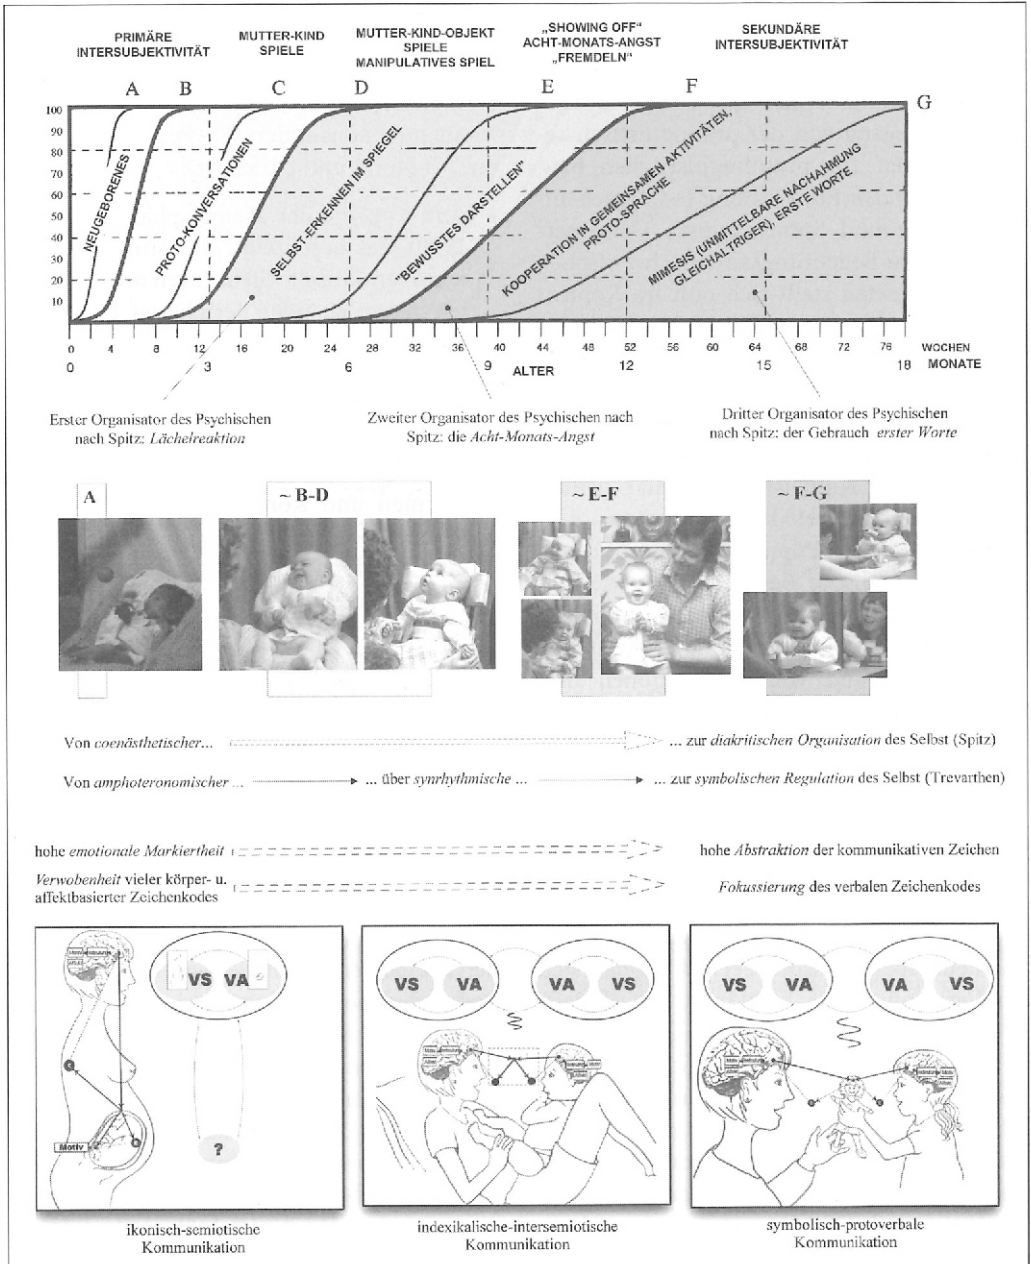 PRIMÄRE
INTERSUBJEKTIVITÄT
MUTTER-KIND
SPIELE
MUTTER-KIND-OBJEKT
SPIELE
MANIPULATIVES SPIEL
„SHOWING OFF"
ACHT-MONATS-ANGST
„FREMDELN"
SEKUNDÄRE
INTERSUBJEKTIVITÄT
A B C D E F G
100
90
80
70
60
50
40
30
20
10
NEUGEBORENES
PROTO-KONVERSATIONEN
SELBST-ERKENNEN IM SPIEGEL
"BEWUSSTES DARSTELLEN"
KOOPERATION IN GEMEINSAMEN AKTIVITÄTEN,
PROTO-SPRACHE
MIMESIS (UNMITTELBARE NACHAHMUNG
GLEICHALTRIGER), ERSTE WORTE
0 4 8 12 16 20 24 28 32 36 40 44 48 52 56 60 64 68 72 76 WOCHEN
0 3 6 9 ALTER 12 15 18 MONATE
Erster Organisator des Psychischen
nach Spitz: Lächelreaktion
Zweiter Organisator des Psychischen nach
Spitz: die Acht-Monats-Angst
Dritter Organisator des Psychischen
nach Spitz: der Gebrauch erster Worte
A
~ B-D
~ E-F
~ F-G
Von coenästhetischer... ... zur diakritischen Organisation des Selbst (Spitz)
Von amphoteronomischer ... ... über synrhythmische ... ... zur symbolischen Regulation des Selbst (Trevarthen)
hohe emotionale Markiertheit hohe Abstraktion der kommunikativen Zeichen
Verwobenheit vieler körper- u.
affektbasierter Zeichenkodes
Fokussierung des verbalen Zeichenkodes
VS VA
?
Motiv
VS VA VA VS
VS VA VA VS
ikonisch-semiotische
Kommunikation
indexikalische-intersemiotische
Kommunikation
symbolisch-protoverbale
Kommunikation